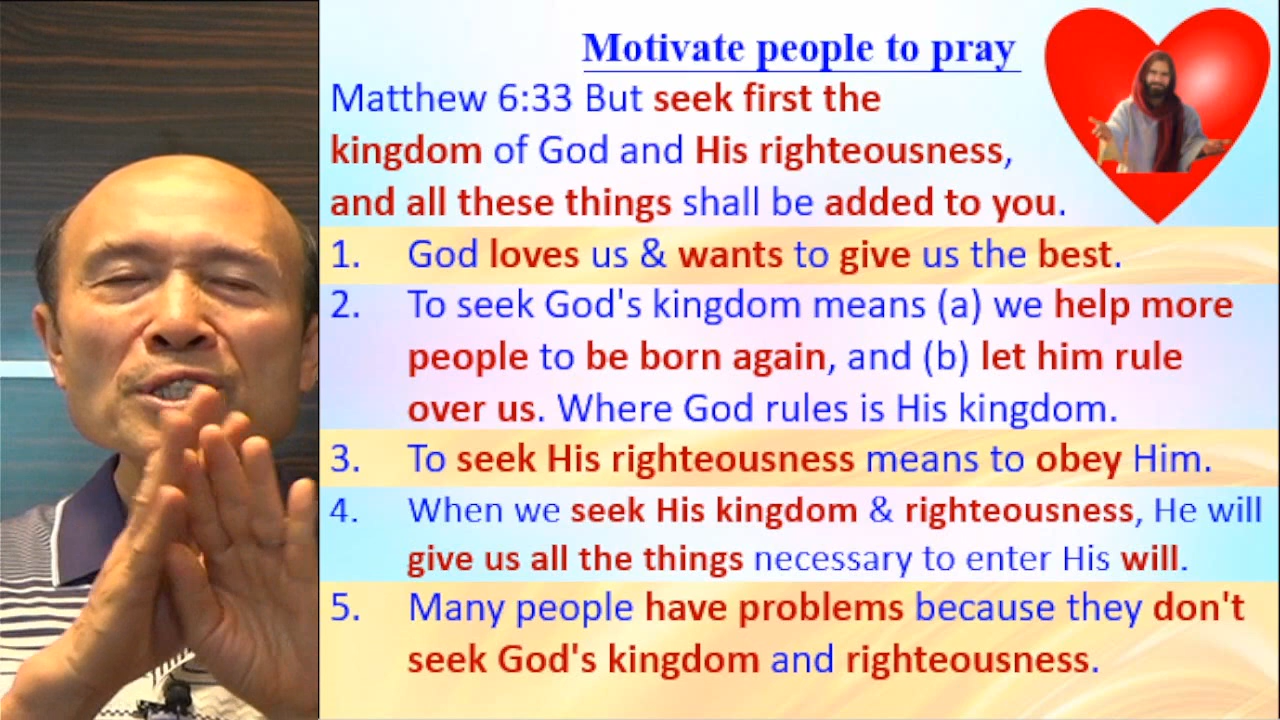 Motivate people to pray
Matthew 6:33 But seek first the
kingdom of God and His righteousness,
and all these things shall be added to you.
1. God loves us & wants to give us the best.
2. To seek God's kingdom means (a) we help more
people to be born again, and (b) let him rule
over us. Where God rules is His kingdom.
3. To seek His righteousness means to obey Him.
4. When we seek His kingdom & righteousness, He will
give us all the things necessary to enter His will.
5. Many people have problems because they don't
seek God's kingdom and righteousness.